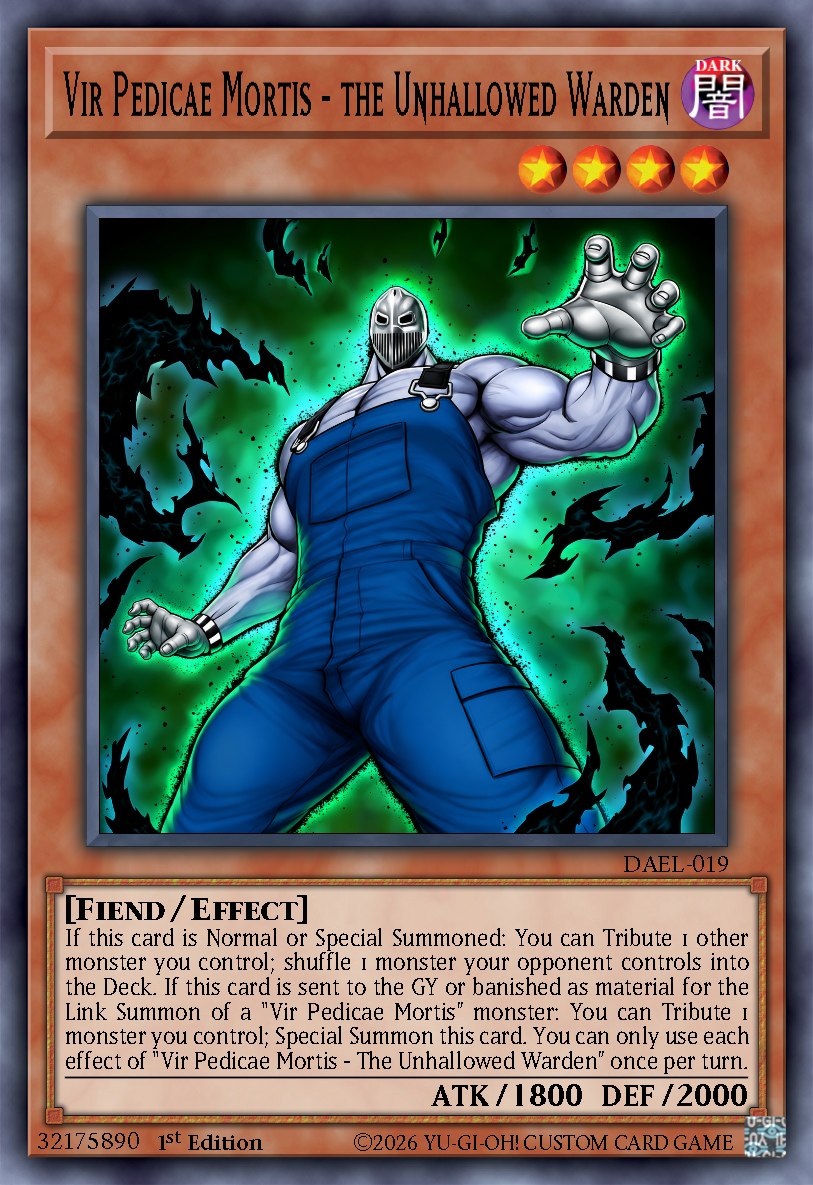 Vir Pedicae Mortis - the Unhallowed Warden
DARK
闇
DAEL-019
[Fiend / Effect]
If this card is Normal or Special Summoned: You can Tribute 1 other
monster you control; shuffle 1 monster your opponent controls into
the Deck. If this card is sent to the GY or banished as material for the
Link Summon of a "Vir Pedicae Mortis" monster: You can Tribute 1
monster you control; Special Summon this card. You can only use each
effect of "Vir Pedicae Mortis - The Unhallowed Warden" once per turn.
ATK / 1800 DEF / 2000
32175890 1st Edition ©2026 YU-GI-OH! CUSTOM CARD GAME